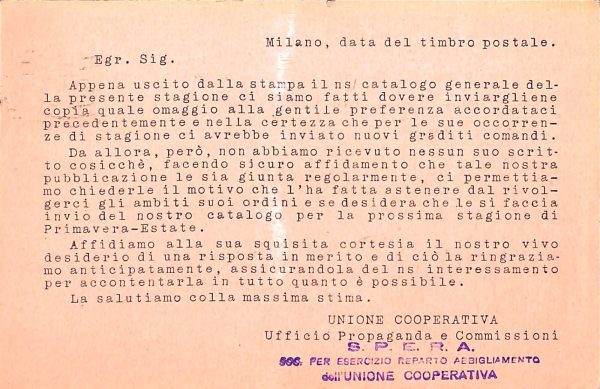 Milano, data del timbro postale.
Egr. Sig.
Appena uscito dalla stampa il ns/ catalogo generale del-
la presente stagione ci siamo fatti dovere inviargliene
copia quale omaggio alla gentile preferenza accordataci
precedentemente e nella certezza che per le sue occorren-
ze di stagione ci avrebbe inviato nuovi graditi comandi.
Da allora, però, non abbiamo ricevuto nessun suo scrit-
to cosicchè, facendo sicuro affidamento che tale nostra
pubblicazione le sia giunta regolarmente, ci permettia-
mo chiederle il motivo che l'ha fatta astenere dal rivol-
gerci gli ambiti suoi ordini e se desidera che le si faccia
invio del nostro catalogo per la prossima stagione di
Primavera-Estate.
Affidiamo alla sua squisita cortesia il nostro vivo
desiderio di una risposta in merito e di ciò la ringrazia-
mo anticipatamente, assicurandola del ns/ interessamento
per accontentarla in tutto quanto è possibile.
La salutiamo colla massima stima.
UNIONE COOPERATIVA
Ufficio Propaganda e Commissioni
S. P. E. R. A.
SOC. PER ESERCIZIO REPARTO ABBIGLIAMENTO
dell'UNIONE COOPERATIVA